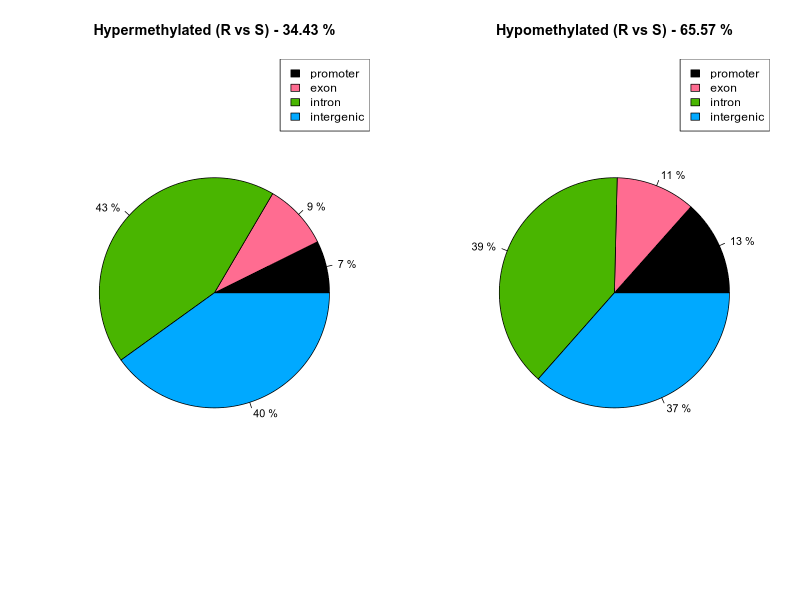 Hypermethylated (R vs S) - 34.43 %
promoter
exon
intron
intergenic
43 %
9 %
7 %
40 %
Hypomethylated (R vs S) - 65.57 %
promoter
exon
intron
intergenic
11 %
13 %
39 %
37 %